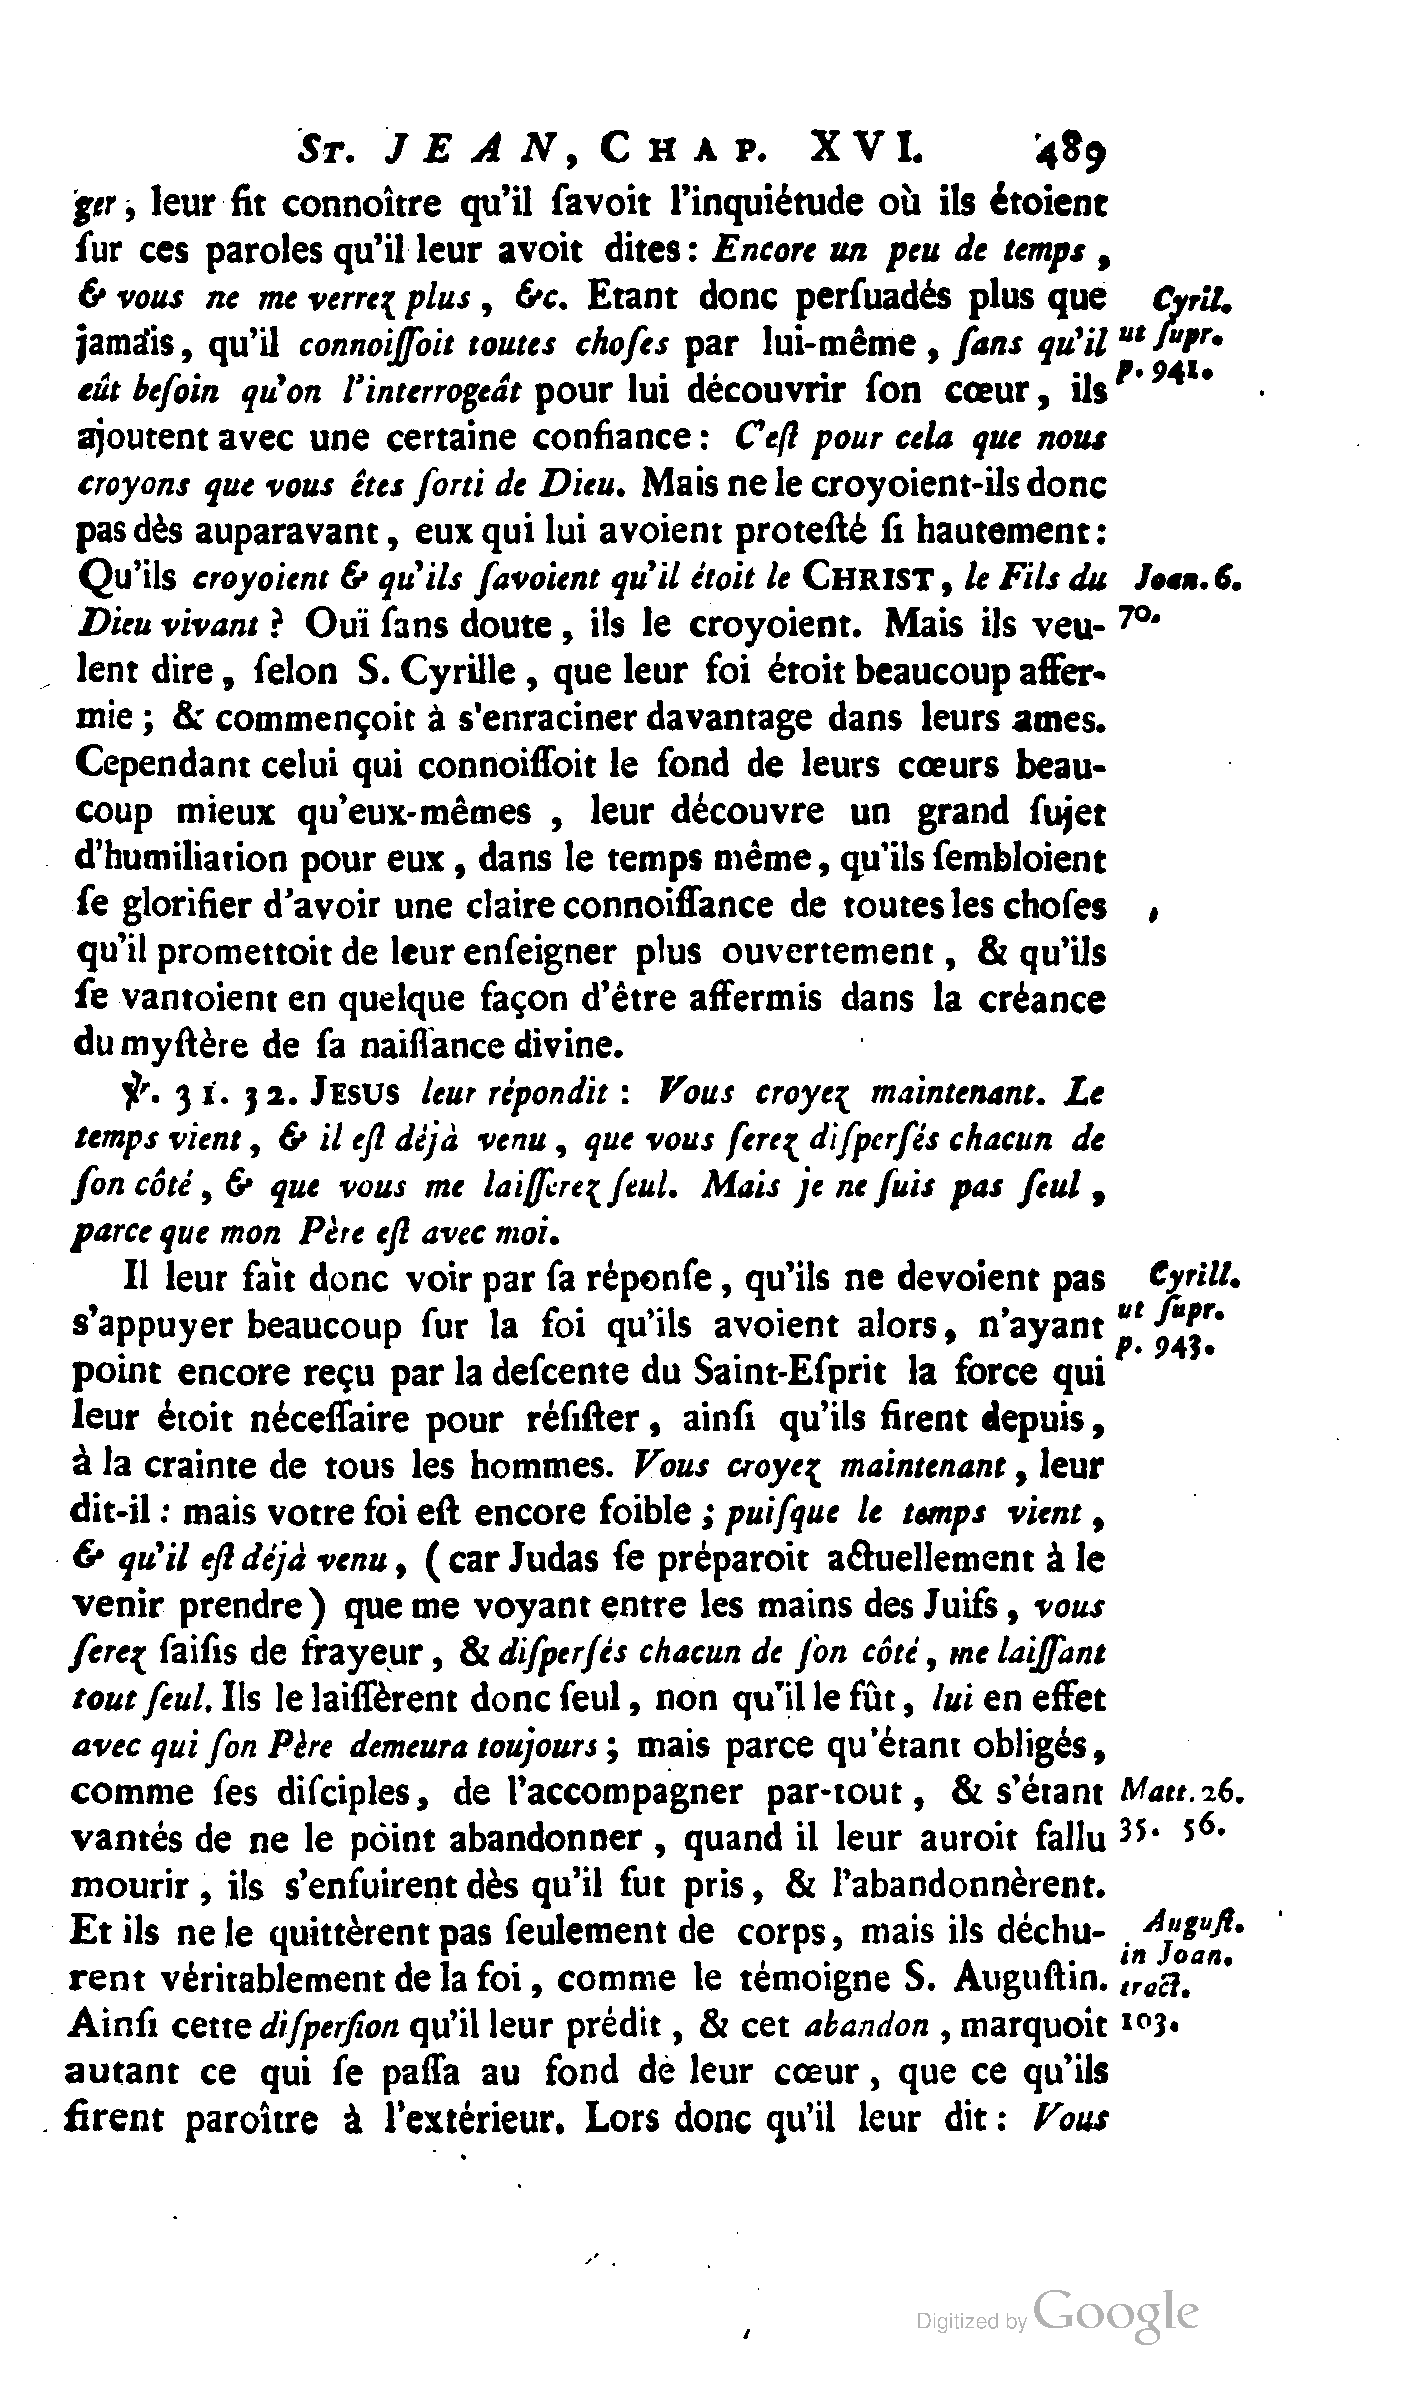 ST. JEAN, CHAP. XVI. 489
ger, leur fit connoître qu'il ſavoit l'inquiétude où ils étoient
ſur ces paroles qu'il leur avoit dites : Encore un peu de temps,
& vous ne me verrez plus, &c. Etant donc perſuadés plus que
Cyril.
jamais, qu'il connoiſſoit toutes choſes par lui-même, ſans qu'il
ut ſupr.
eût beſoin qu'on l'interrogeât pour lui découvrir ſon cœur, ils
p. 941.
ajoutent avec une certaine confiance : C'eſt pour cela que nous
croyons que vous êtes ſorti de Dieu. Mais ne le croyoient-ils donc
pas dès auparavant, eux qui lui avoient proteſté ſi hautement :
Qu'ils croyoient & qu'ils ſavoient qu'il étoit le CHRIST, le Fils du
Joan. 6.
Dieu vivant ? Ouï ſans doute, ils le croyoient. Mais ils veu-
70.
lent dire, ſelon S. Cyrille, que leur foi étoit beaucoup affer-
mie ; & commençoit à s'enraciner davantage dans leurs ames.
Cependant celui qui connoiſſoit le fond de leurs cœurs beau-
coup mieux qu'eux-mêmes, leur découvre un grand ſujet
d'humiliation pour eux, dans le temps même, qu'ils ſembloient
ſe glorifier d'avoir une claire connoiſſance de toutes les choſes
qu'il promettoit de leur enſeigner plus ouvertement, & qu'ils
ſe vantoient en quelque façon d'être affermis dans la créance
du myſtère de ſa naiſſance divine.
℣. 31. 32. JESUS leur répondit : Vous croyez maintenant. Le
temps vient, & il eſt déjà venu, que vous ſerez diſperſés chacun de
ſon côté, & que vous me laiſſerez ſeul. Mais je ne ſuis pas ſeul,
parce que mon Père eſt avec moi.
Il leur fait donc voir par ſa réponſe, qu'ils ne devoient pas
Cyrill.
s'appuyer beaucoup ſur la foi qu'ils avoient alors, n'ayant
ut ſupr.
p. 943.
point encore reçu par la deſcente du Saint-Eſprit la force qui
leur étoit néceſſaire pour réſiſter, ainſi qu'ils firent depuis,
à la crainte de tous les hommes. Vous croyez maintenant, leur
dit-il : mais votre foi eſt encore foible ; puiſque le temps vient,
& qu'il eſt déjà venu, (car Judas ſe préparoit actuellement à le
venir prendre) que me voyant entre les mains des Juifs, vous
ſerez ſaiſis de frayeur, & diſperſés chacun de ſon côté, me laiſſant
tout ſeul. Ils le laiſſèrent donc ſeul, non qu'il le fût, lui en effet
avec qui ſon Père demeura toujours ; mais parce qu'étant obligés,
comme ſes diſciples, de l'accompagner par-tout, & s'étant
Matt. 26.
vantés de ne le point abandonner, quand il leur auroit fallu
35. 56.
mourir, ils s'enfuirent dès qu'il fut pris, & l'abandonnèrent.
Et ils ne le quittèrent pas ſeulement de corps, mais ils déchu-
Auguſt.
in Joan.
rent véritablement de la foi, comme le témoigne S. Auguſtin.
tract.
Ainſi cette diſperſion qu'il leur prédit, & cet abandon, marquoit
103.
autant ce qui ſe paſſa au fond de leur cœur, que ce qu'ils
firent paroître à l'extérieur. Lors donc qu'il leur dit : Vous
Digitized by Google